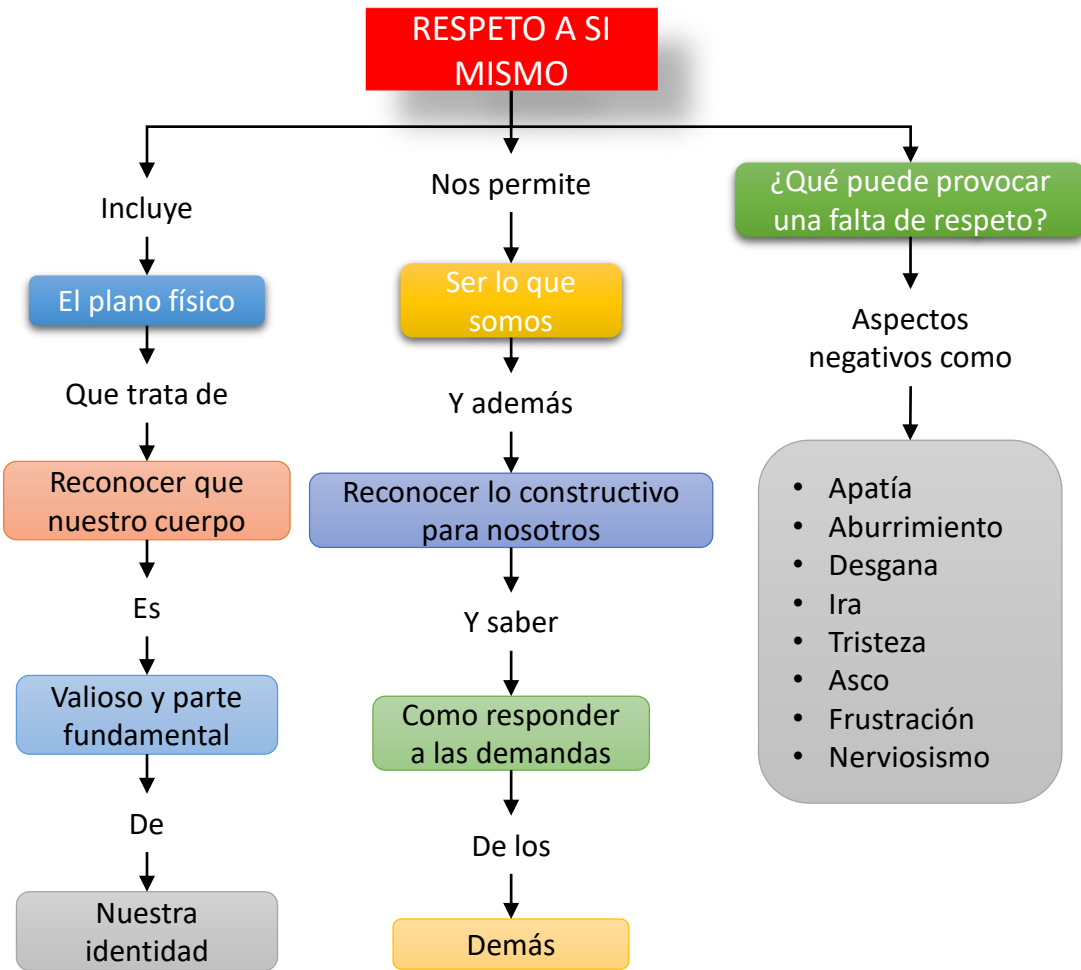 RESPETO A SI
MISMO
Incluye
El plano físico
Que trata de
Reconocer que
nuestro cuerpo
Es
Valioso y parte
fundamental
De
Nuestra
identidad
Nos permite
Ser lo que
somos
Y además
Reconocer lo constructivo
para nosotros
Y saber
Como responder
a las demandas
De los
Demás
¿Qué puede provocar
una falta de respeto?
Aspectos
negativos como
• Apatía
• Aburrimiento
• Desgana
• Ira
• Tristeza
• Asco
• Frustración
• Nerviosismo